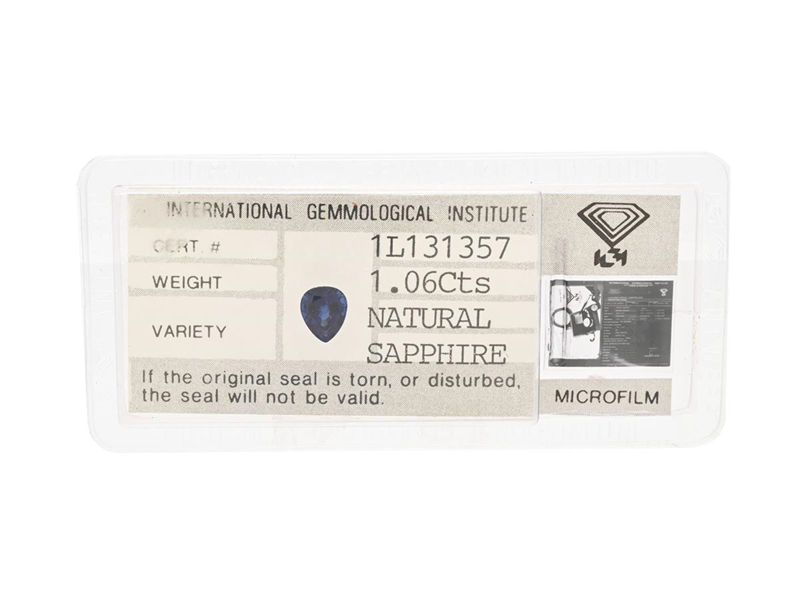 INTERNATIONAL GEMMOLOGICAL INSTITUTE
CERT. # 1L131357
WEIGHT 1.06Cts
VARIETY NATURAL
SAPPHIRE
If the original seal is torn, or disturbed,
the seal will not be valid.
MICROFILM